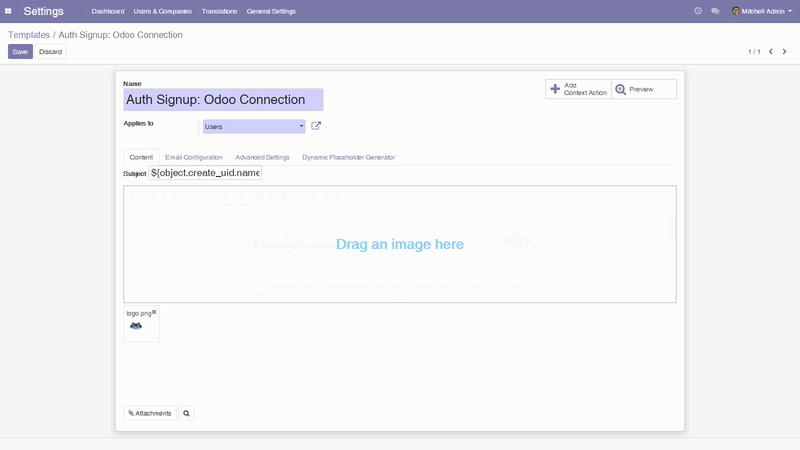 Settings
Dashboard Users & Companies Translations General Settings
Mitchell Admin
Templates / Auth Signup: Odoo Connection
Save Discard
1 / 1
Name
Auth Signup: Odoo Connection
Add
Context Action
Preview
Applies to
Users
Content Email Configuration Advanced Settings Dynamic Placeholder Generator
Subject ${object.create_uid.name
Drag an image here
logo.png
Attachments